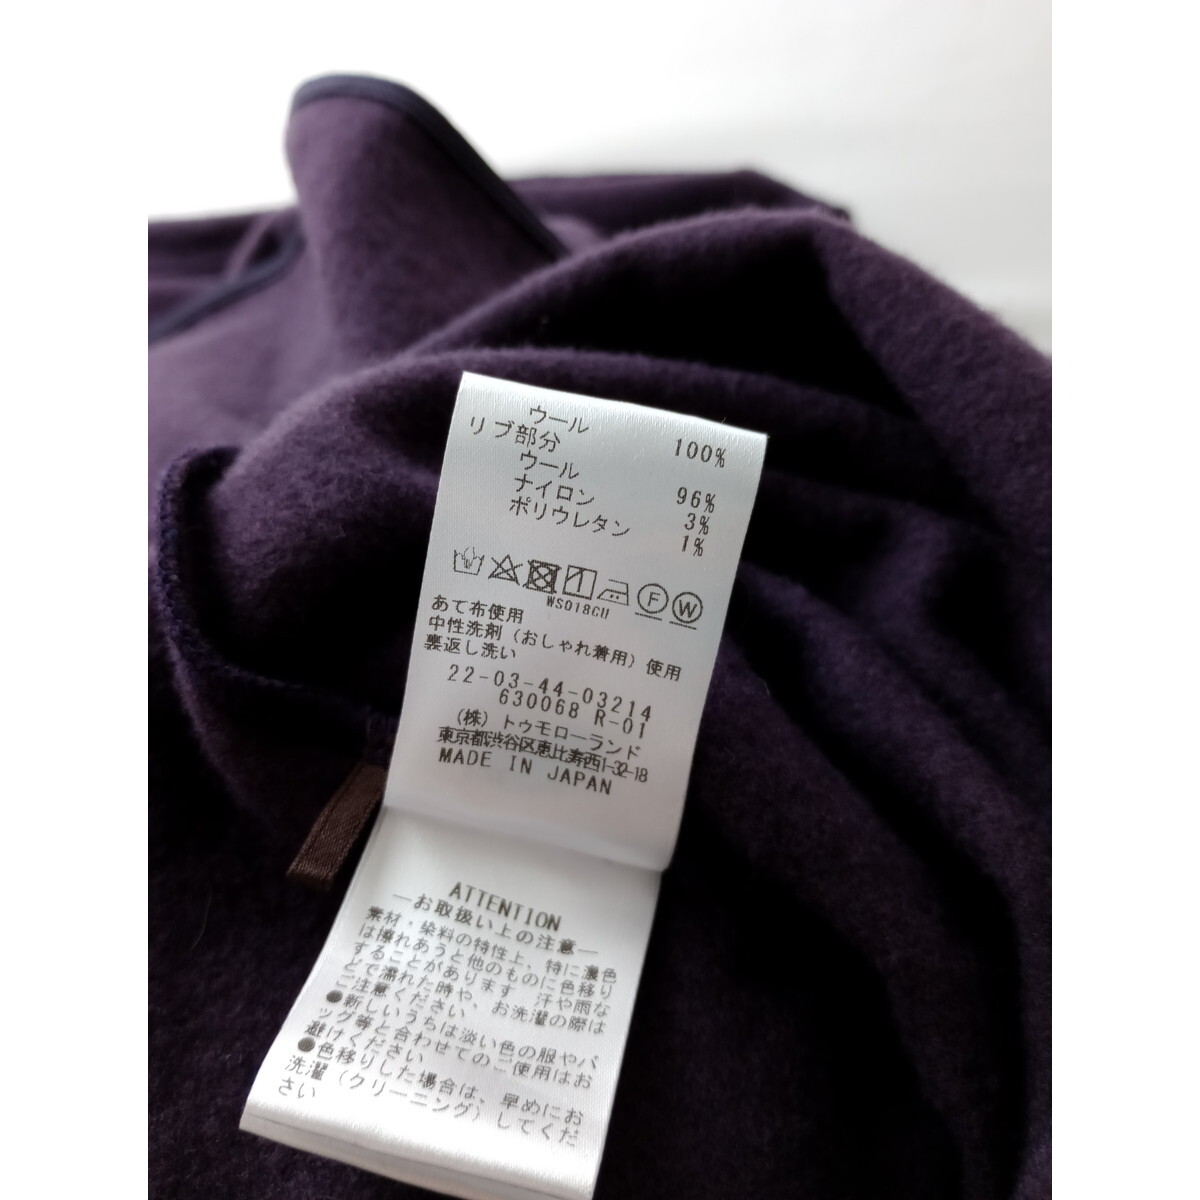 ウール 100%
リブ部分
ウール 96%
ナイロン 3%
ポリウレタン 1%
F W
WS018CU
あて布使用
中性洗剤(おしゃれ着用)使用
裏返し洗い
22-03-44-03214
630068 R-01
(株)トゥモローランド
東京都渋谷区恵比寿西1-32-18
MADE IN JAPAN
ATTENTION
―お取扱い上の注意―
素材・染料の特性上、特に濃色
は擦れあうと他のものに色移り
することがあります 汗や雨な
どで濡れた時や、お洗濯の際は
ご注意ください、
●新しいうちは淡い色の服やバ
ッグ等と合わせてのご使用はお
避けください
●色移りした場合は、早めにお
洗濯(クリーニング)してくだ
さい